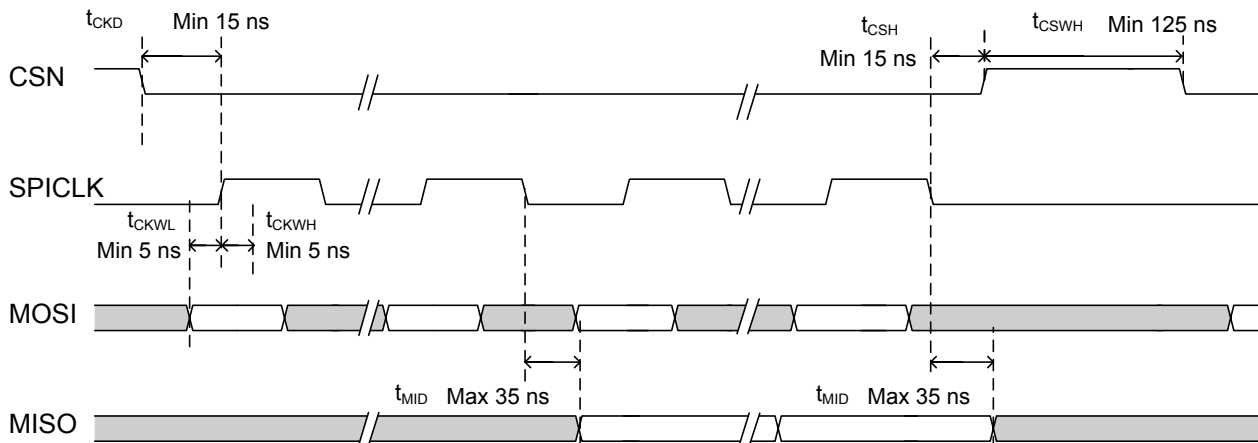 tCKD Min 15 ns
tCSH
Min 15 ns
tCSWH Min 125 ns
CSN
SPICLK
tCKWL
Min 5 ns
tCKWH
Min 5 ns
MOSI
tMID Max 35 ns
tMID Max 35 ns
MISO